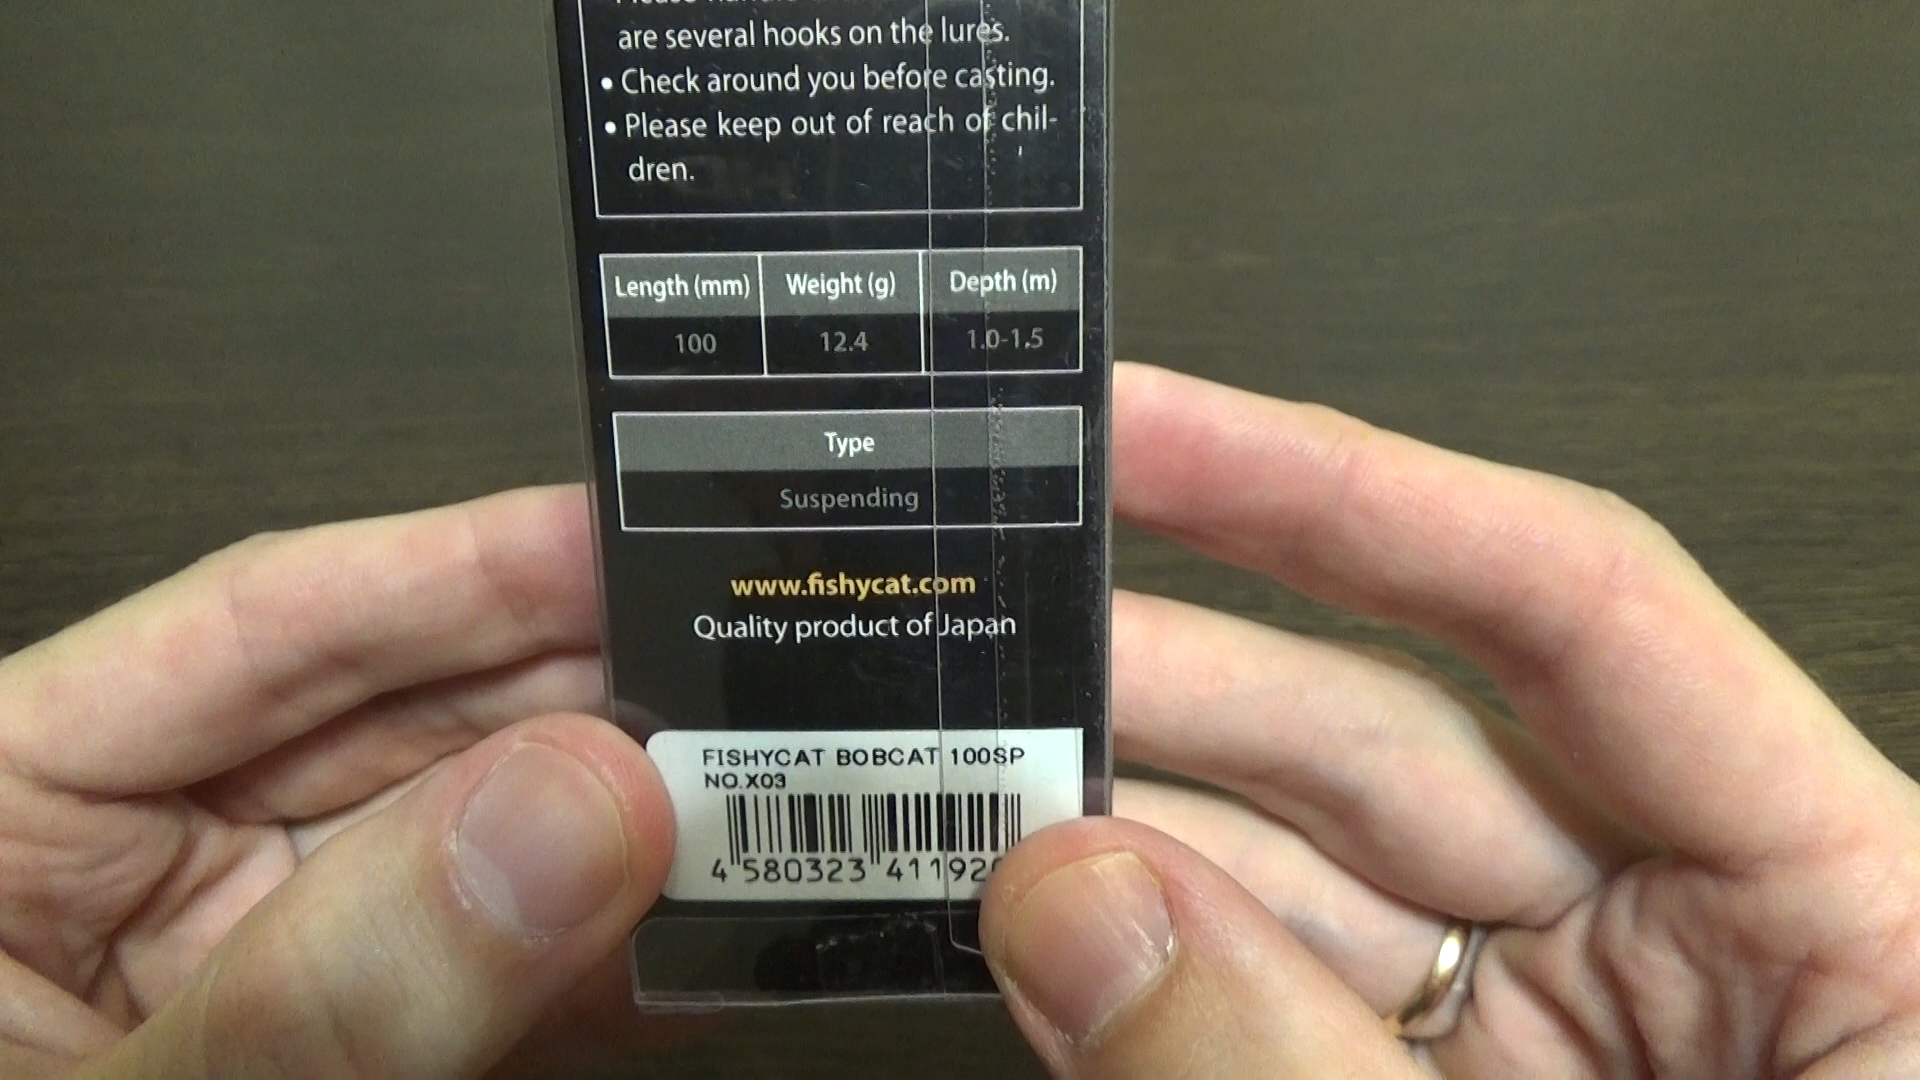 are several hooks on the lures.
• Check around you before casting.
• Please keep out of reach of chil-
dren.
Length (mm) Weight (g) Depth (m)
100 12.4 1.0-1.5
Type
Suspending
www.fishycat.com
Quality product of Japan
FISHYCAT BOBCAT 100SP
NO.X03
4 580323 41192